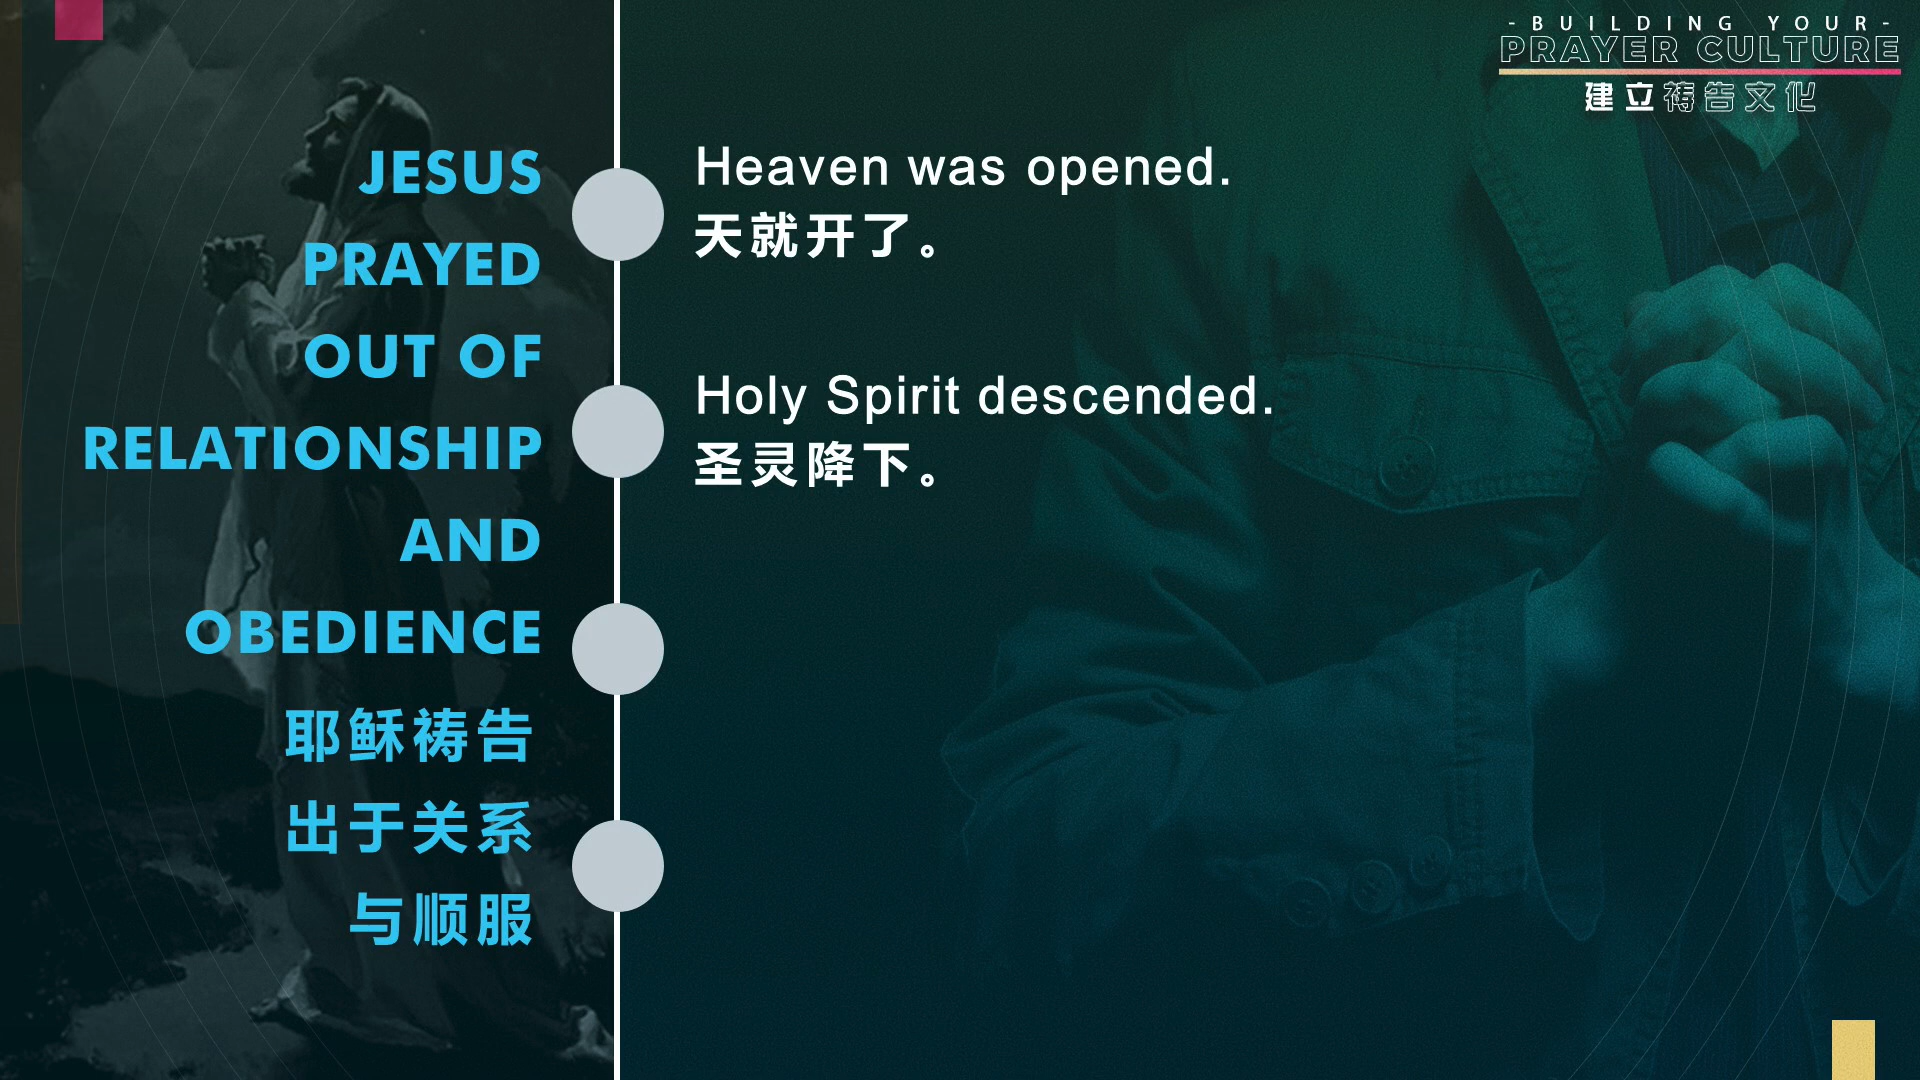 - BUILDING YOUR -
PRAYER CULTURE
建立祷告文化
JESUS
PRAYED
OUT OF
RELATIONSHIP
AND
OBEDIENCE
耶稣祷告
出于关系
与顺服
Heaven was opened.
天就开了。
Holy Spirit descended.
圣灵降下。